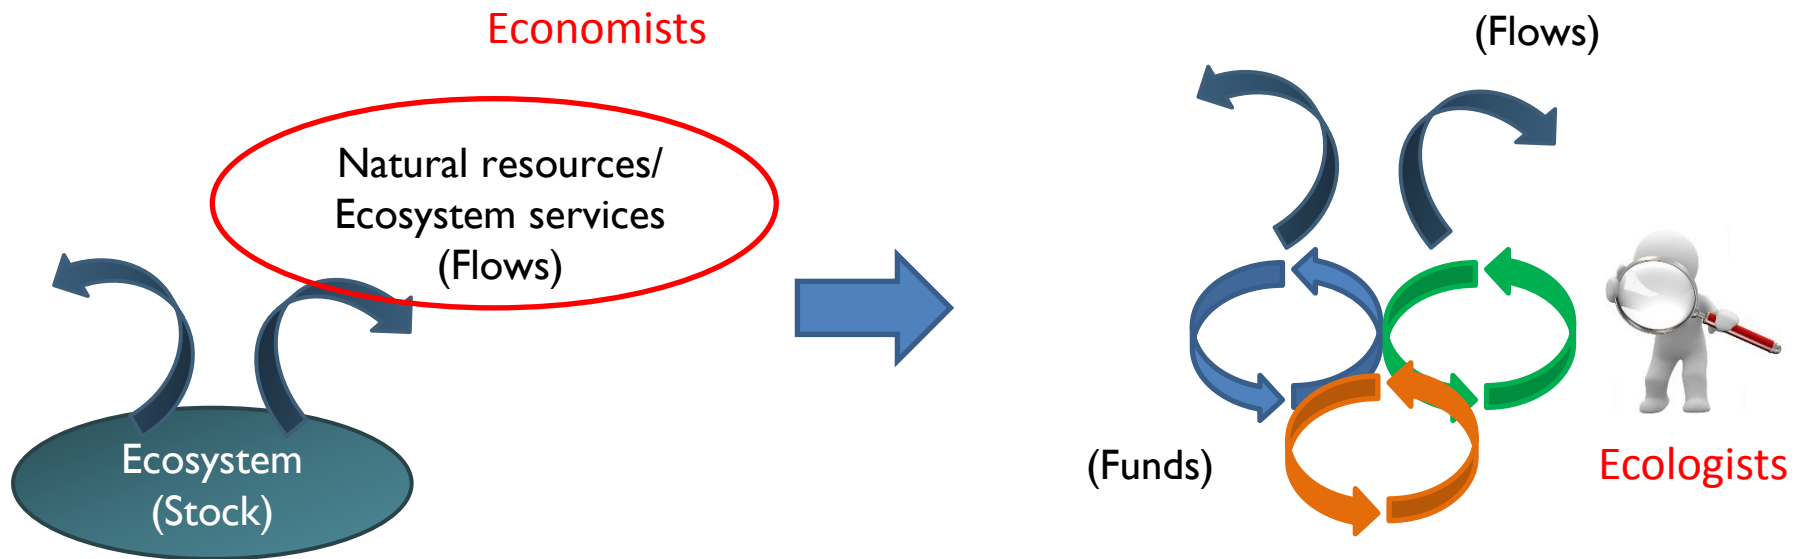 Economists
Natural resources/
Ecosystem services
(Flows)
Ecosystem
(Stock)
(Flows)
(Funds)
Ecologists